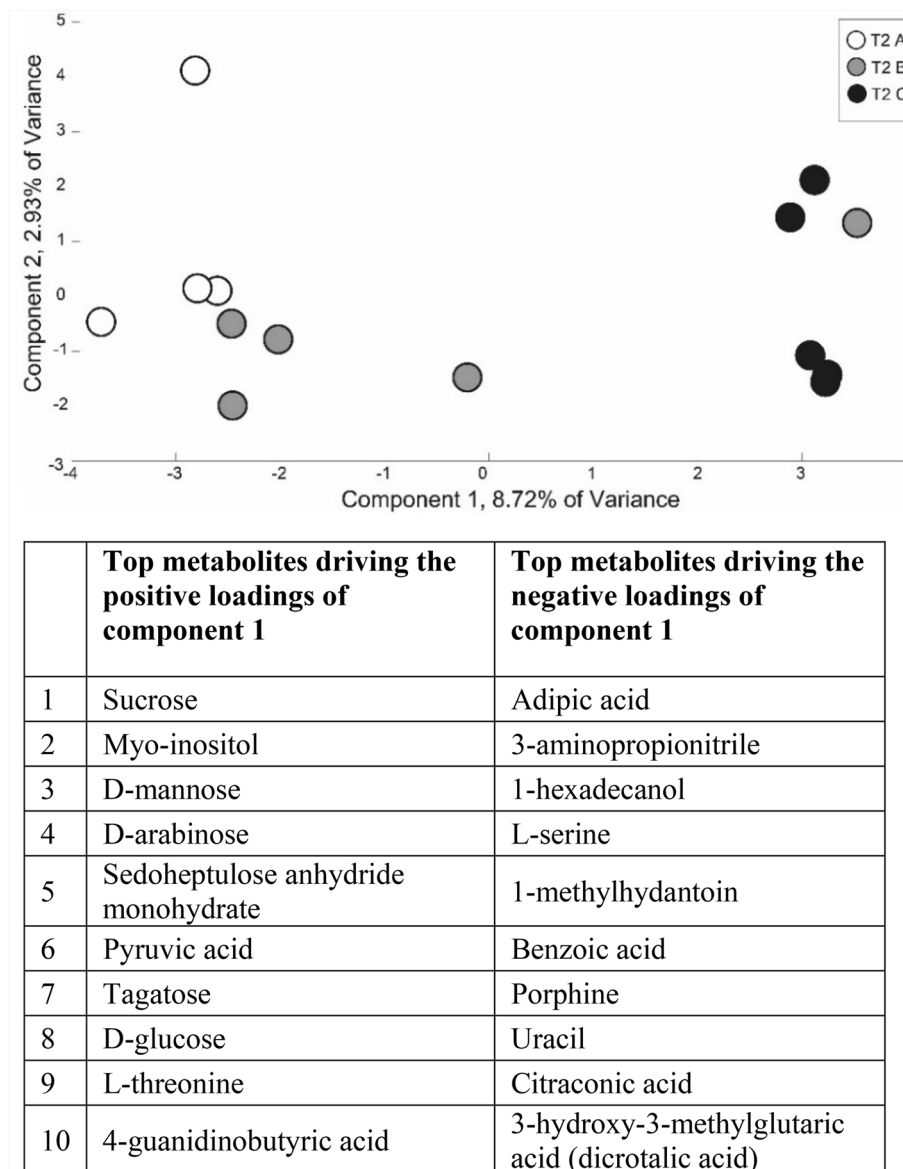 5
4
3
2
1
0
-1
-2
-3
Component 2, 2.93% of Variance
T2 A
T2 B
T2 C
-4
-3
-2
-1
0
1
2
3
Component 1, 8.72% of Variance
Top metabolites driving the
positive loadings of
component 1
Top metabolites driving the
negative loadings of
component 1
1
Sucrose
Adipic acid
2
Myo-inositol
3-aminopropionitrile
3
D-mannose
1-hexadecanol
4
D-arabinose
L-serine
5
Sedoheptulose anhydride
monohydrate
1-methylhydantoin
6
Pyruvic acid
Benzoic acid
7
Tagatose
Porphine
8
D-glucose
Uracil
9
L-threonine
Citraconic acid
10
4-guanidinobutyric acid
3-hydroxy-3-methylglutaric
acid (dicrotalic acid)